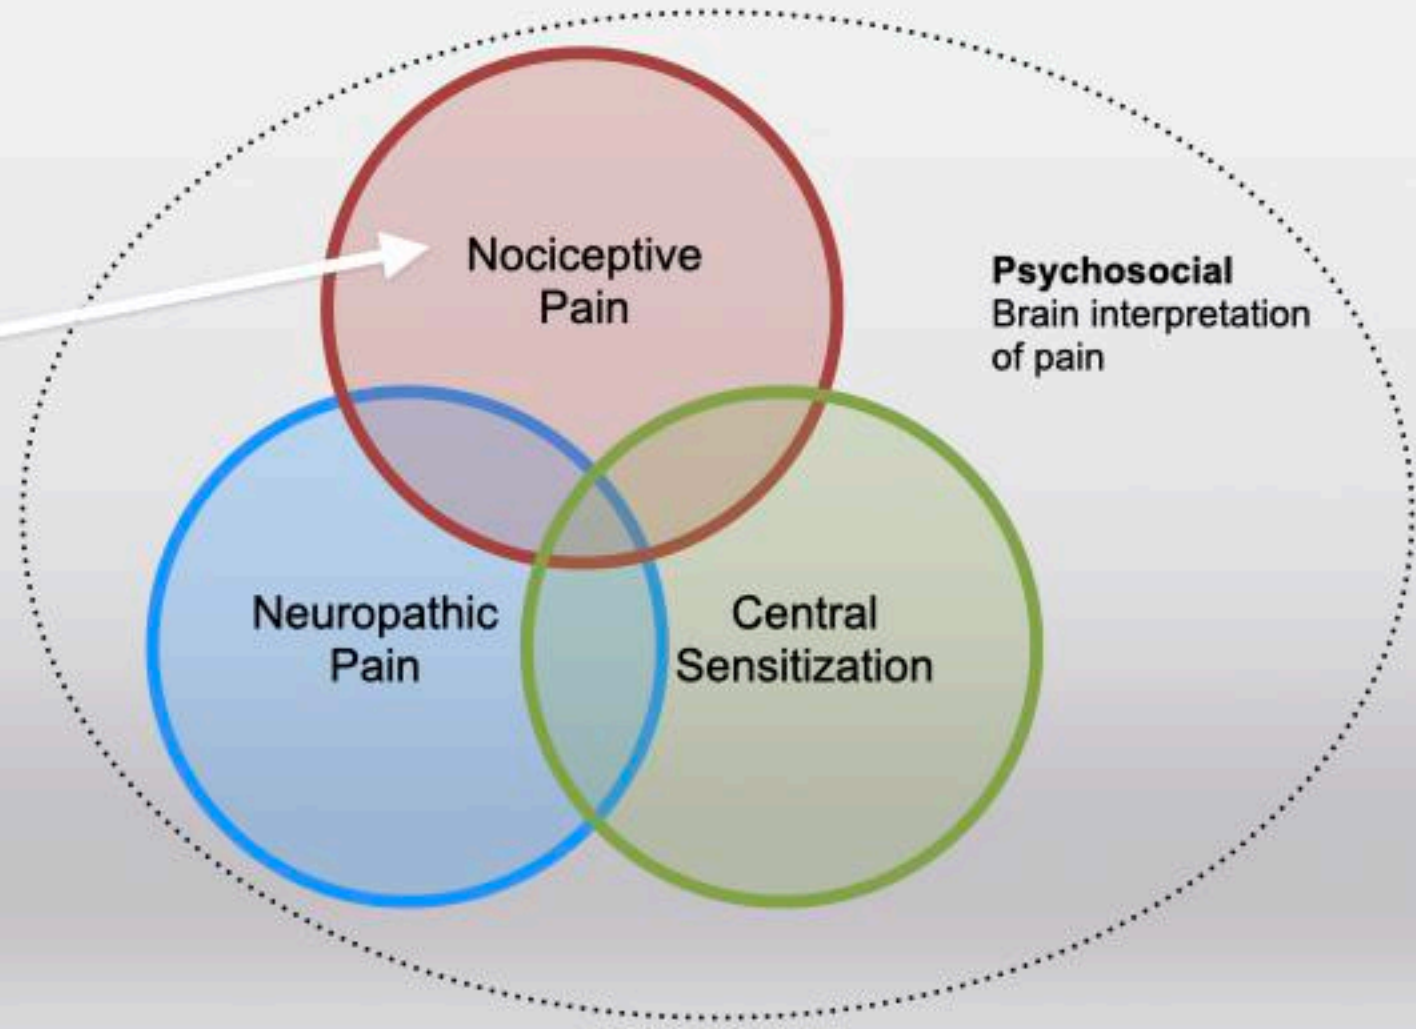 Nociceptive
Pain
Psychosocial
Brain interpretation
of pain
Neuropathic
Pain
Central
Sensitization